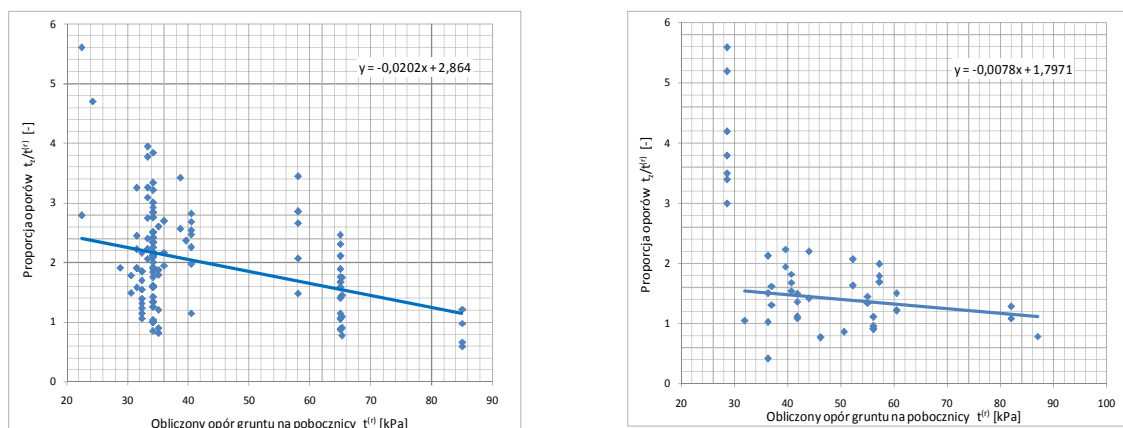 y = -0,0202x + 2,864
Proporcja oporów t_z/t^(r) [-]
6
5
4
3
2
1
0
20 30 40 50 60 70 80 90
Obliczony opór gruntu na pobocznicy t^(r) [kPa]
y = -0,0078x + 1,7971
Proporcja oporów t_z/t^(r) [-]
6
5
4
3
2
1
0
20 30 40 50 60 70 80 90 100
Obliczony opór gruntu na pobocznicy t^(r) [kPa]